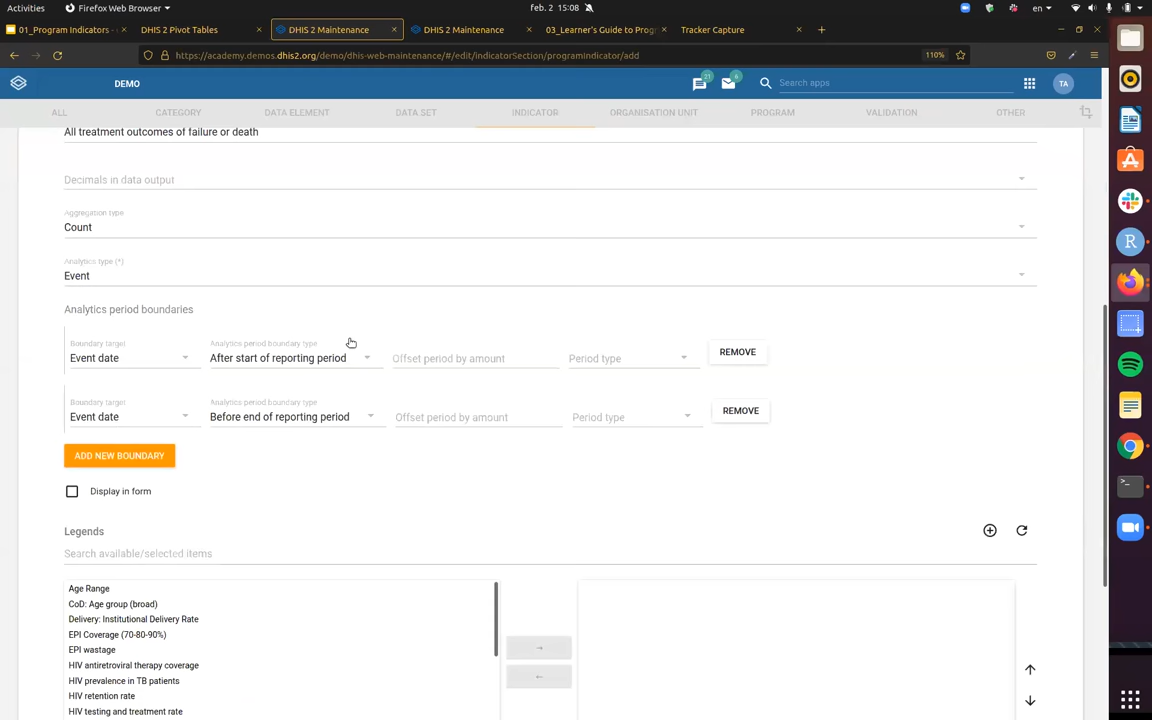 Activities Firefox Web Browser feb. 2 15:08 en
01_Program Indicators - DHIS 2 Pivot Tables DHIS 2 Maintenance DHIS 2 Maintenance 03_Learner's Guide to Prog Tracker Capture
https://academy.demos.dhis2.org/demo/dhis-web-maintenance/#/edit/indicatorSection/programIndicator/add 110%
DEMO 21 6 Search apps TA
ALL CATEGORY DATA ELEMENT DATA SET INDICATOR ORGANISATION UNIT PROGRAM VALIDATION OTHER
All treatment outcomes of failure or death
Decimals in data output
Aggregation type
Count
Analytics type (*)
Event
Analytics period boundaries
Boundary target Analytics period boundary type
Event date After start of reporting period Offset period by amount Period type REMOVE
Boundary target Analytics period boundary type
Event date Before end of reporting period Offset period by amount Period type REMOVE
ADD NEW BOUNDARY
Display in form
Legends
Search available/selected items
Age Range
CoD: Age group (broad)
Delivery: Institutional Delivery Rate
EPI Coverage (70-80-90%)
EPI wastage
HIV antiretroviral therapy coverage
HIV prevalence in TB patients
HIV retention rate
HIV testing and treatment rate